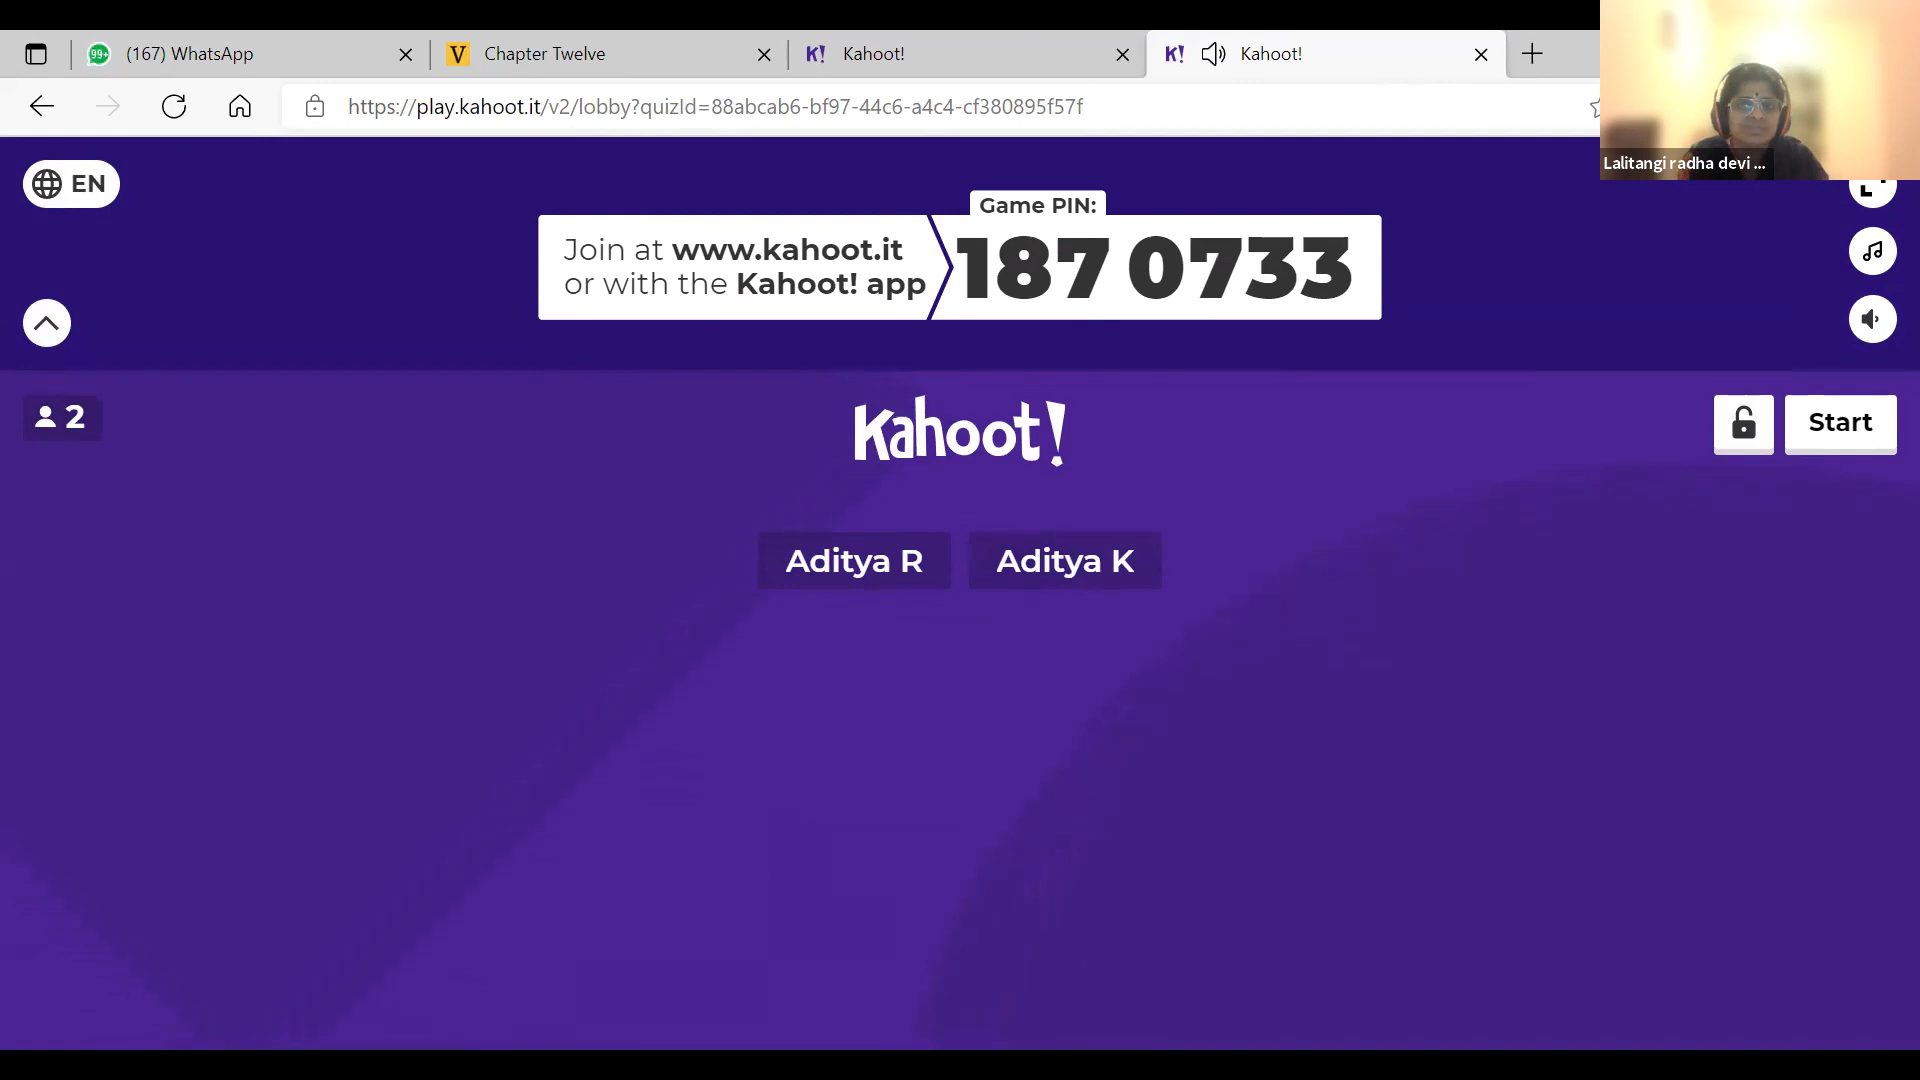 99+ (167) WhatsApp
V Chapter Twelve
K! Kahoot!
K! Kahoot!
https://play.kahoot.it/v2/lobby?quizId=88abcab6-bf97-44c6-a4c4-cf380895f57f
Lalitangi radha devi ...
EN
Game PIN:
Join at www.kahoot.it
or with the Kahoot! app
187 0733
2
Kahoot!
Start
Aditya R
Aditya K